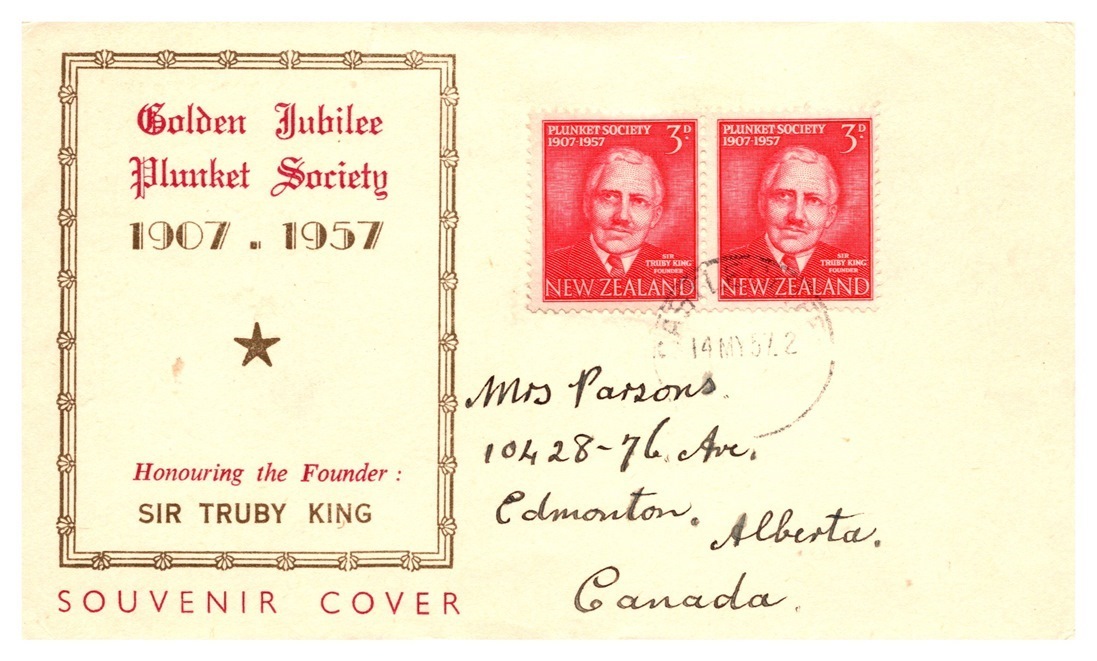 Golden Jubilee
Plunket Society
1907 . 1957
Honouring the Founder :
SIR TRUBY KING
SOUVENIR COVER
PLUNKET SOCIETY 3D.
1907-1957
SIR
TRUBY KING
FOUNDER
NEW ZEALAND
PLUNKET SOCIETY 3D.
1907-1957
SIR
TRUBY KING
FOUNDER
NEW ZEALAND
14 MY 57.2
Mrs Parsons.
10428-76. Ave.
Edmonton.
Alberta.
Canada.